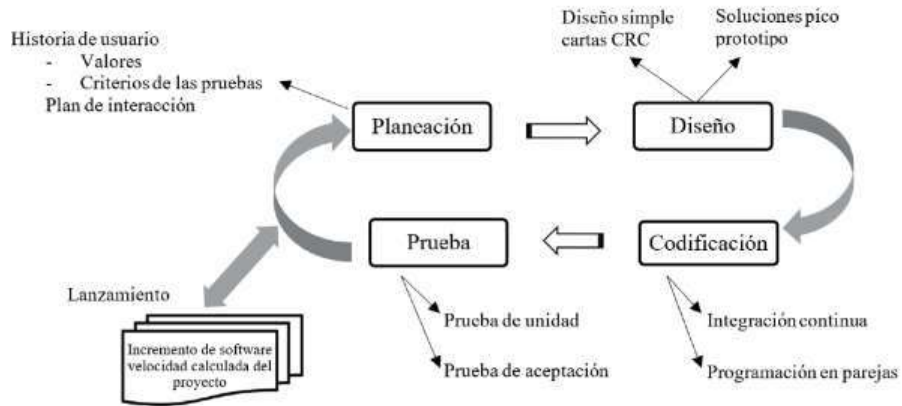 Historia de usuario
- Valores
- Criterios de las pruebas
Plan de interacción
Diseño simple
cartas CRC
Soluciones pico
prototipo
Planeación
Diseño
Prueba
Codificación
Lanzamiento
Incremento de software
velocidad calculada del
proyecto
Prueba de unidad
Prueba de aceptación
Integración continua
Programación en parejas